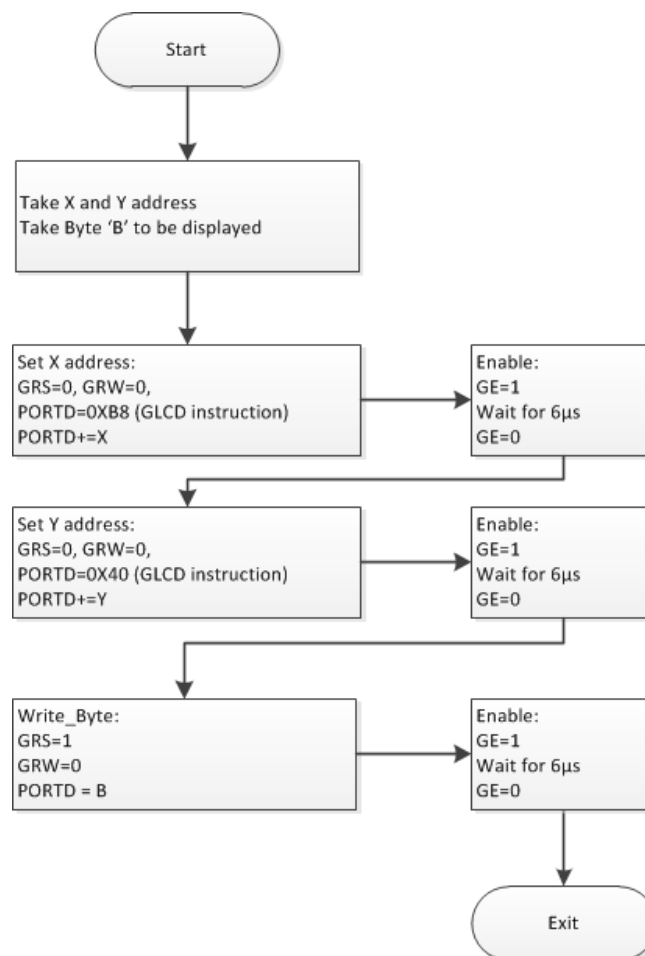 Start
Take X and Y address
Take Byte ‘B’ to be displayed
Set X address:
GRS=0, GRW=0,
PORTD=0XB8 (GLCD instruction)
PORTD+=X
Enable:
GE=1
Wait for 6µs
GE=0
Set Y address:
GRS=0, GRW=0,
PORTD=0X40 (GLCD instruction)
PORTD+=Y
Enable:
GE=1
Wait for 6µs
GE=0
Write_Byte:
GRS=1
GRW=0
PORTD = B
Enable:
GE=1
Wait for 6µs
GE=0
Exit